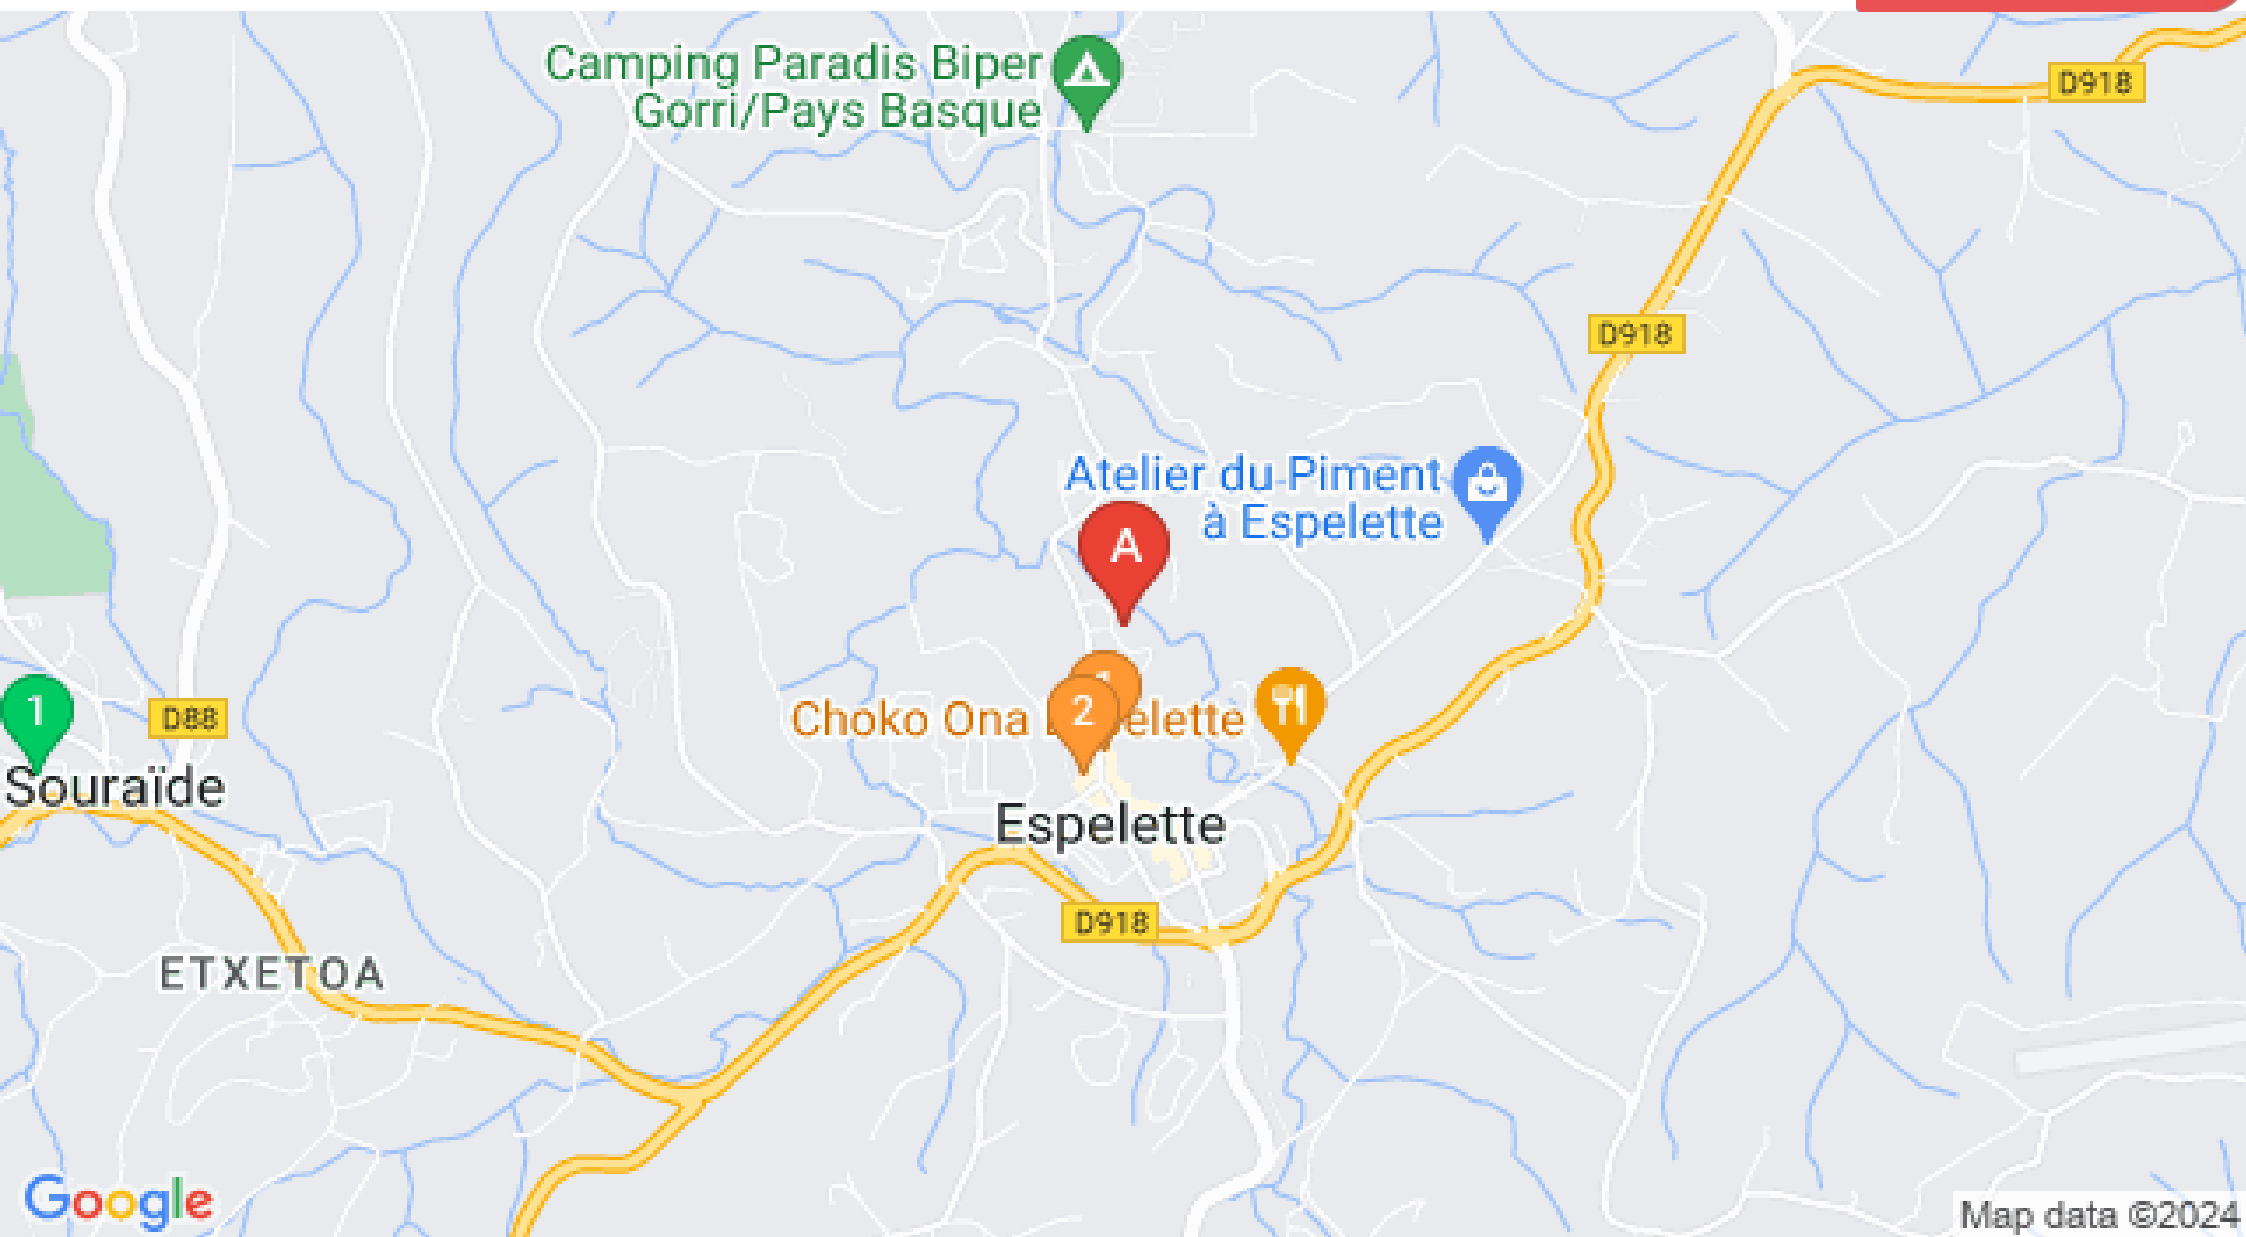 Camping Paradis Biper
Gorri/Pays Basque
D918
D918
Atelier du Piment
à Espelette
A
1
1
2
D88
Choko Ona
Souraïde
Espelette
D918
ETXETOA
Google
Map data ©2024